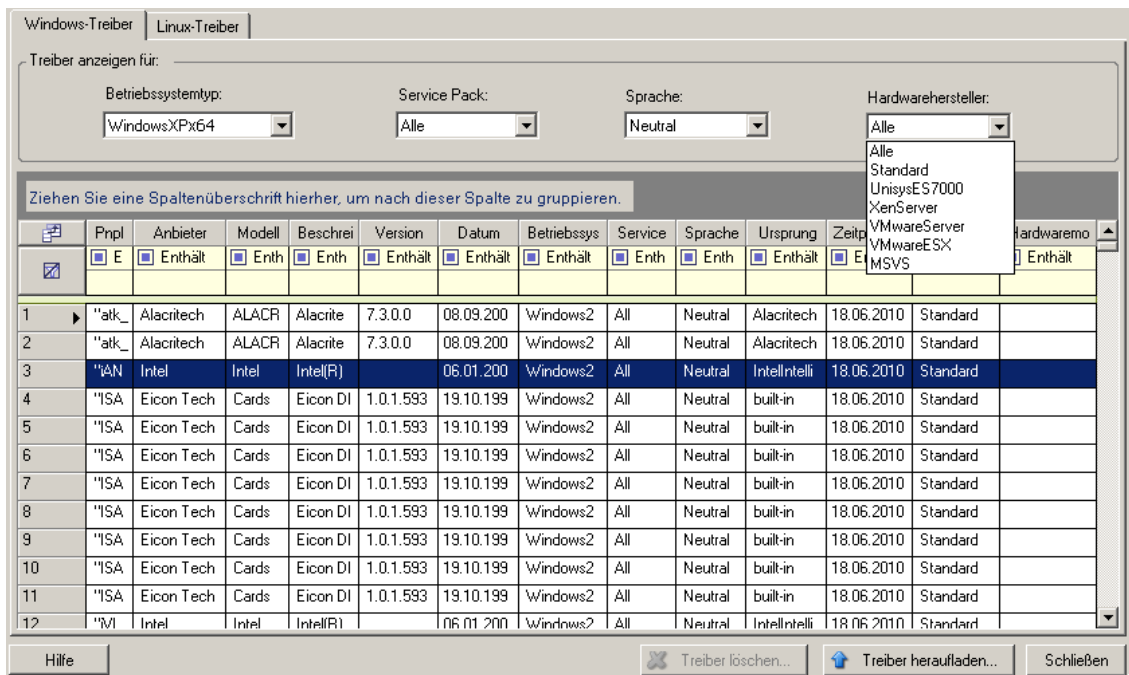 Windows-Treiber Linux-Treiber
Treiber anzeigen für:
Betriebssystemtyp: Service Pack: Sprache: Hardwarehersteller:
WindowsXPx64 Alle Neutral Alle
Alle
Standard
UnisysES7000
XenServer
VMwareServer
VMwareESX
MSVS
Ziehen Sie eine Spaltenüberschrift hierher, um nach dieser Spalte zu gruppieren.
Pnpl Anbieter Modell Beschrei Version Datum Betriebssys Service Sprache Ursprung Zeitp Hardwaremo
E Enthält Enth Enth Enthält Enthält Enthält Enth Enth Enthält Enthält
1 "atk_ Alacritech ALACR Alacrite 7.3.0.0 08.09.200 Windows2 All Neutral Alacritech 18.06.2010 Standard
2 "atk_ Alacritech ALACR Alacrite 7.3.0.0 08.09.200 Windows2 All Neutral Alacritech 18.06.2010 Standard
3 "iAN Intel Intel Intel(R) 06.01.200 Windows2 All Neutral IntelIntelli 18.06.2010 Standard
4 "ISA Eicon Tech Cards Eicon DI 1.0.1.593 19.10.199 Windows2 All Neutral built-in 18.06.2010 Standard
5 "ISA Eicon Tech Cards Eicon DI 1.0.1.593 19.10.199 Windows2 All Neutral built-in 18.06.2010 Standard
6 "ISA Eicon Tech Cards Eicon DI 1.0.1.593 19.10.199 Windows2 All Neutral built-in 18.06.2010 Standard
7 "ISA Eicon Tech Cards Eicon DI 1.0.1.593 19.10.199 Windows2 All Neutral built-in 18.06.2010 Standard
8 "ISA Eicon Tech Cards Eicon DI 1.0.1.593 19.10.199 Windows2 All Neutral built-in 18.06.2010 Standard
9 "ISA Eicon Tech Cards Eicon DI 1.0.1.593 19.10.199 Windows2 All Neutral built-in 18.06.2010 Standard
10 "ISA Eicon Tech Cards Eicon DI 1.0.1.593 19.10.199 Windows2 All Neutral built-in 18.06.2010 Standard
11 "ISA Eicon Tech Cards Eicon DI 1.0.1.593 19.10.199 Windows2 All Neutral built-in 18.06.2010 Standard
12 Intel Intel Intel(R) 06.01.200 Windows2 All Neutral IntelIntelli 18.06.2010 Standard
Hilfe Treiber löschen... Treiber heraufladen... Schließen